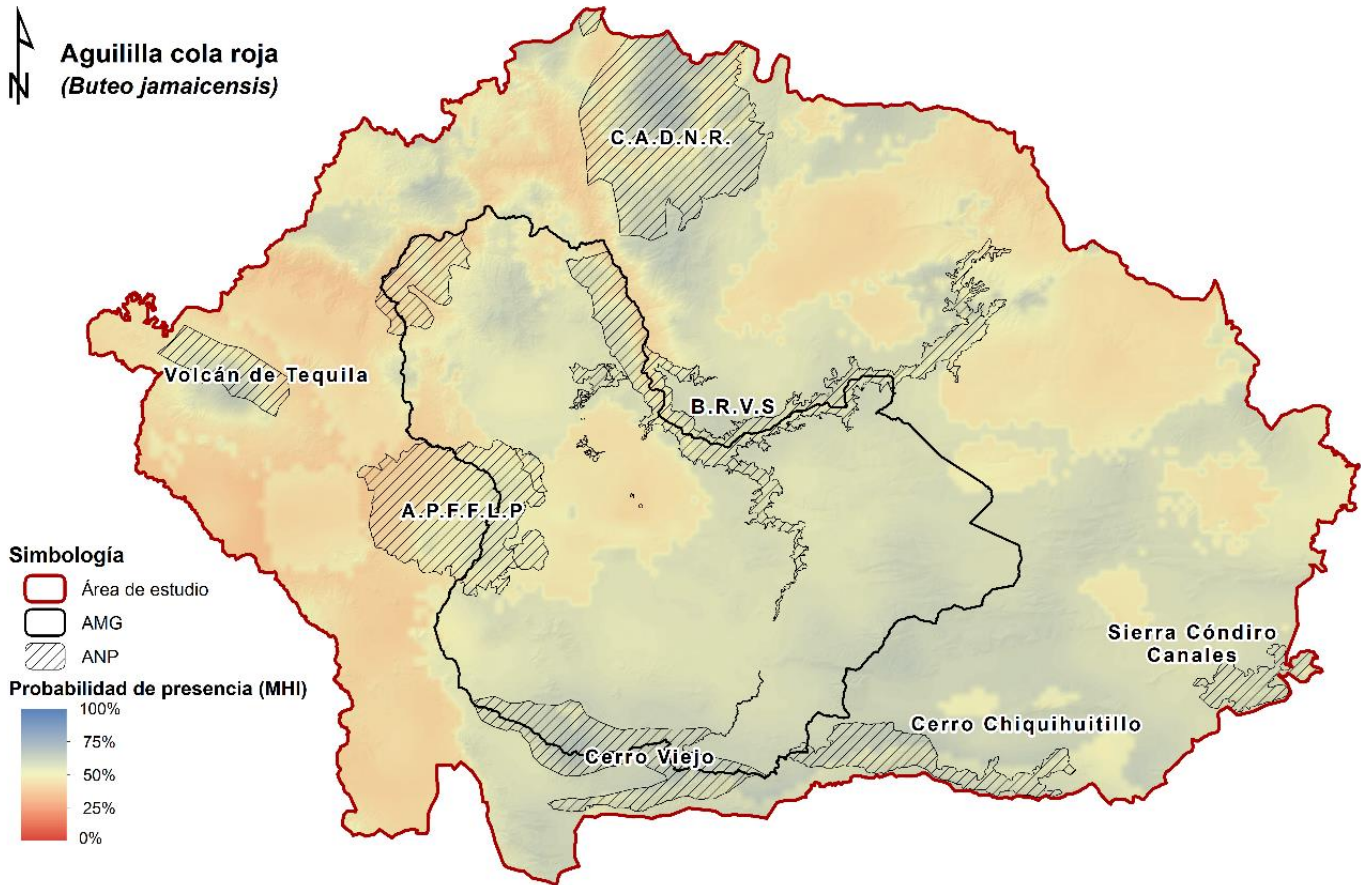 N
Aguililla cola roja
(Buteo jamaicensis)
C.A.D.N.R.
Volcán de Tequila
B.R.V.S
A.P.F.F.L.P
Sierra Cóndiro
Canales
Cerro Chiquihuitillo
Cerro Viejo
Simbología
Área de estudio
AMG
ANP
Probabilidad de presencia (MHI)
100%
75%
50%
25%
0%